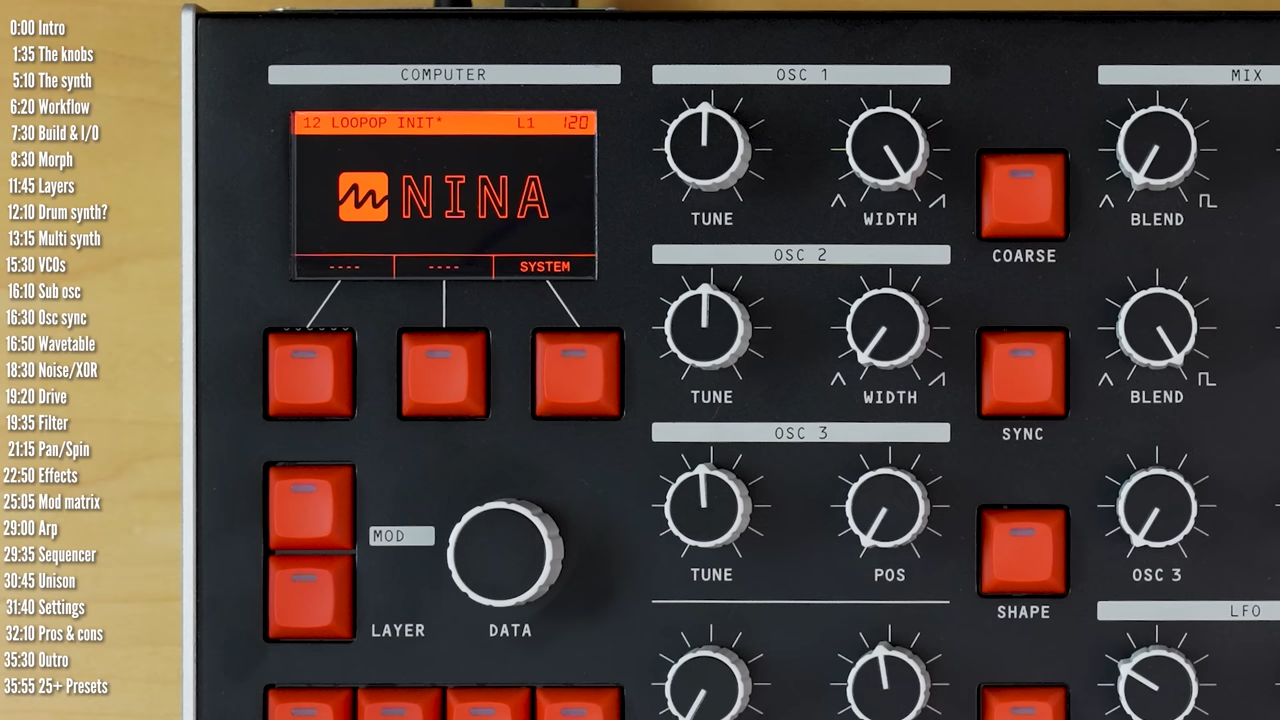 0:00 Intro
1:35 The knobs
5:10 The synth
6:20 Workflow
7:30 Build & I/O
8:30 Morph
11:45 Layers
12:10 Drum synth?
13:15 Multi synth
15:30 VCOs
16:10 Sub osc
16:30 Osc sync
16:50 Wavetable
18:30 Noise/XOR
19:20 Drive
19:35 Filter
21:15 Pan/Spin
22:50 Effects
25:05 Mod matrix
29:00 Arp
29:35 Sequencer
30:45 Unison
31:40 Settings
32:10 Pros & cons
35:30 Outro
35:55 25+ Presets
COMPUTER
12 LOOPOP INIT* L1 120
NINA
---- ---- SYSTEM
MOD
LAYER DATA
OSC 1
TUNE WIDTH
OSC 2
TUNE WIDTH
OSC 3
TUNE POS
COARSE
SYNC
SHAPE
MIX
BLEND
BLEND
OSC 3
LFO